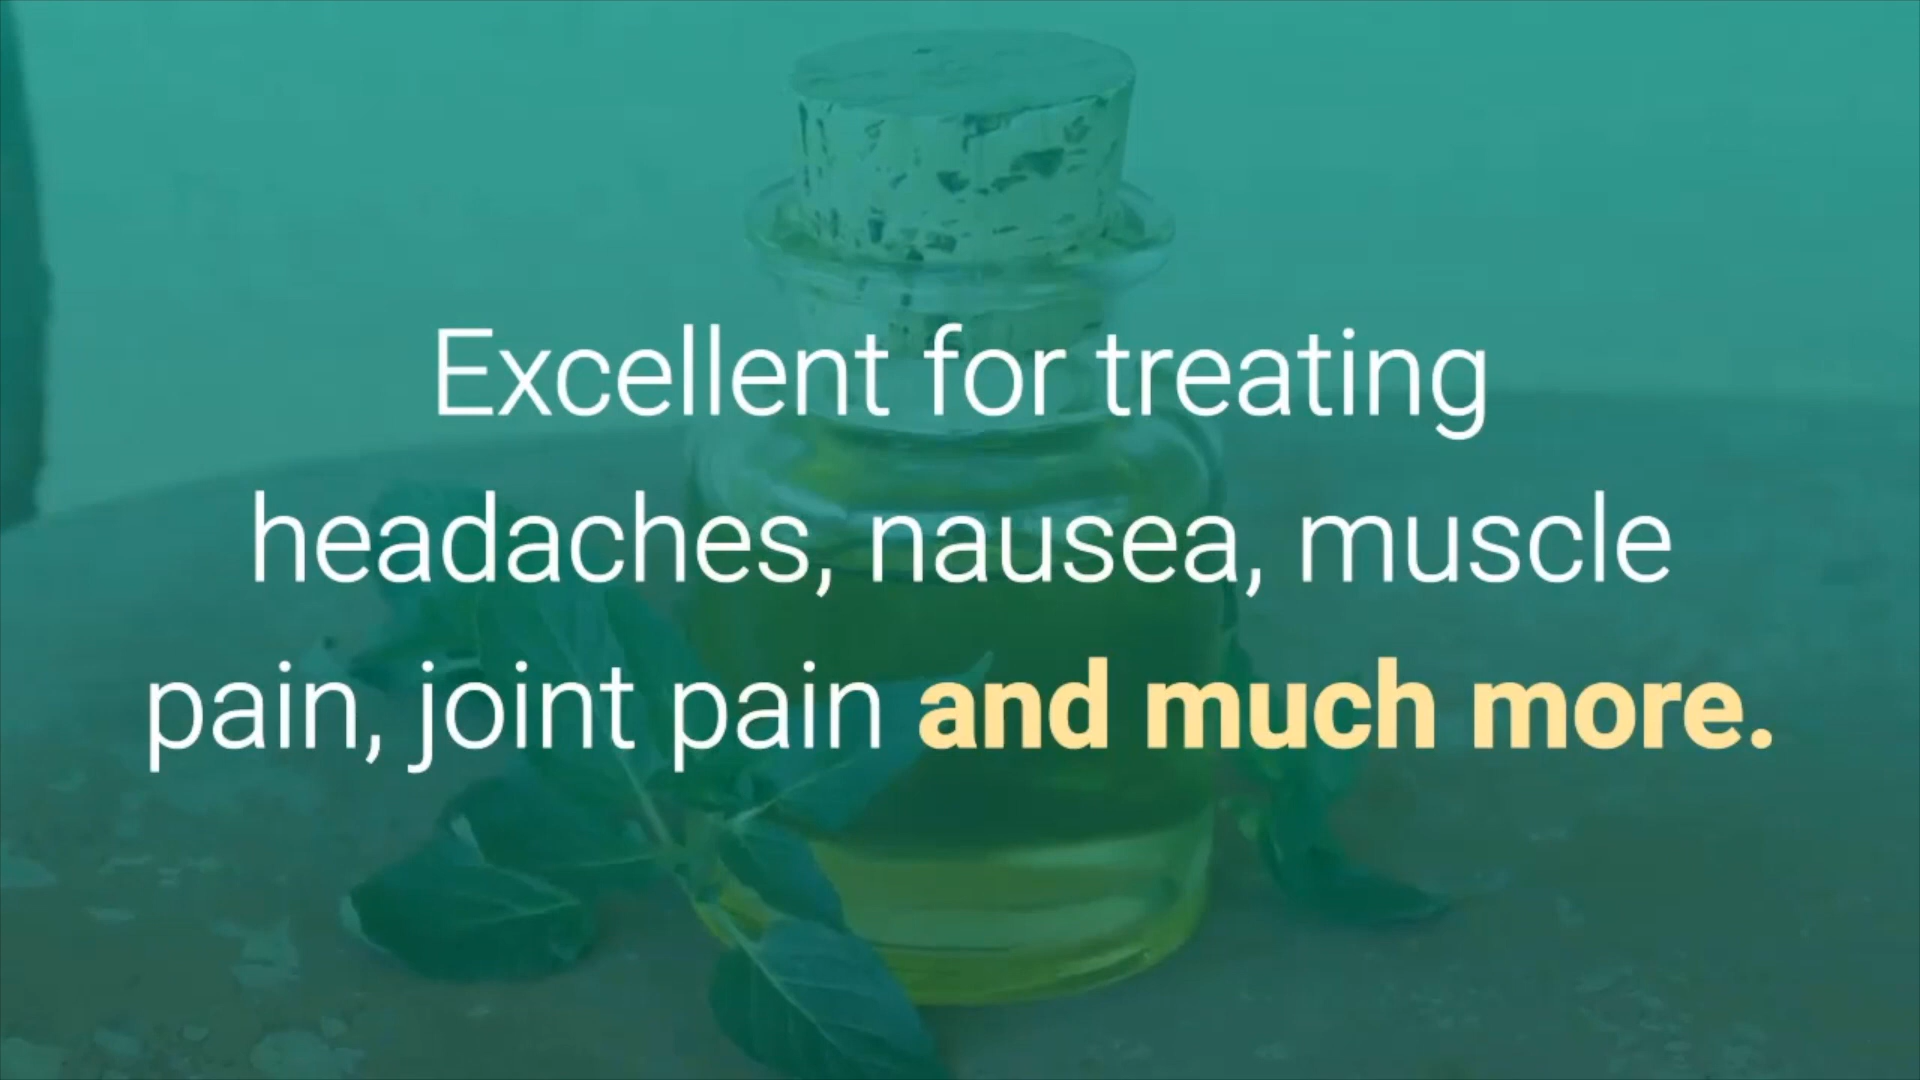 Excellent for treating
headaches, nausea, muscle
pain, joint pain and much more.